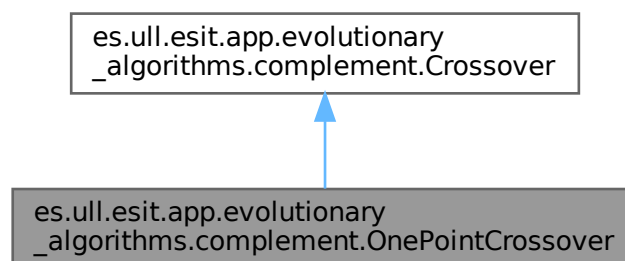 es.ull.esit.app.evolutionary
_algorithms.complement.Crossover
es.ull.esit.app.evolutionary
_algorithms.complement.OnePointCrossover